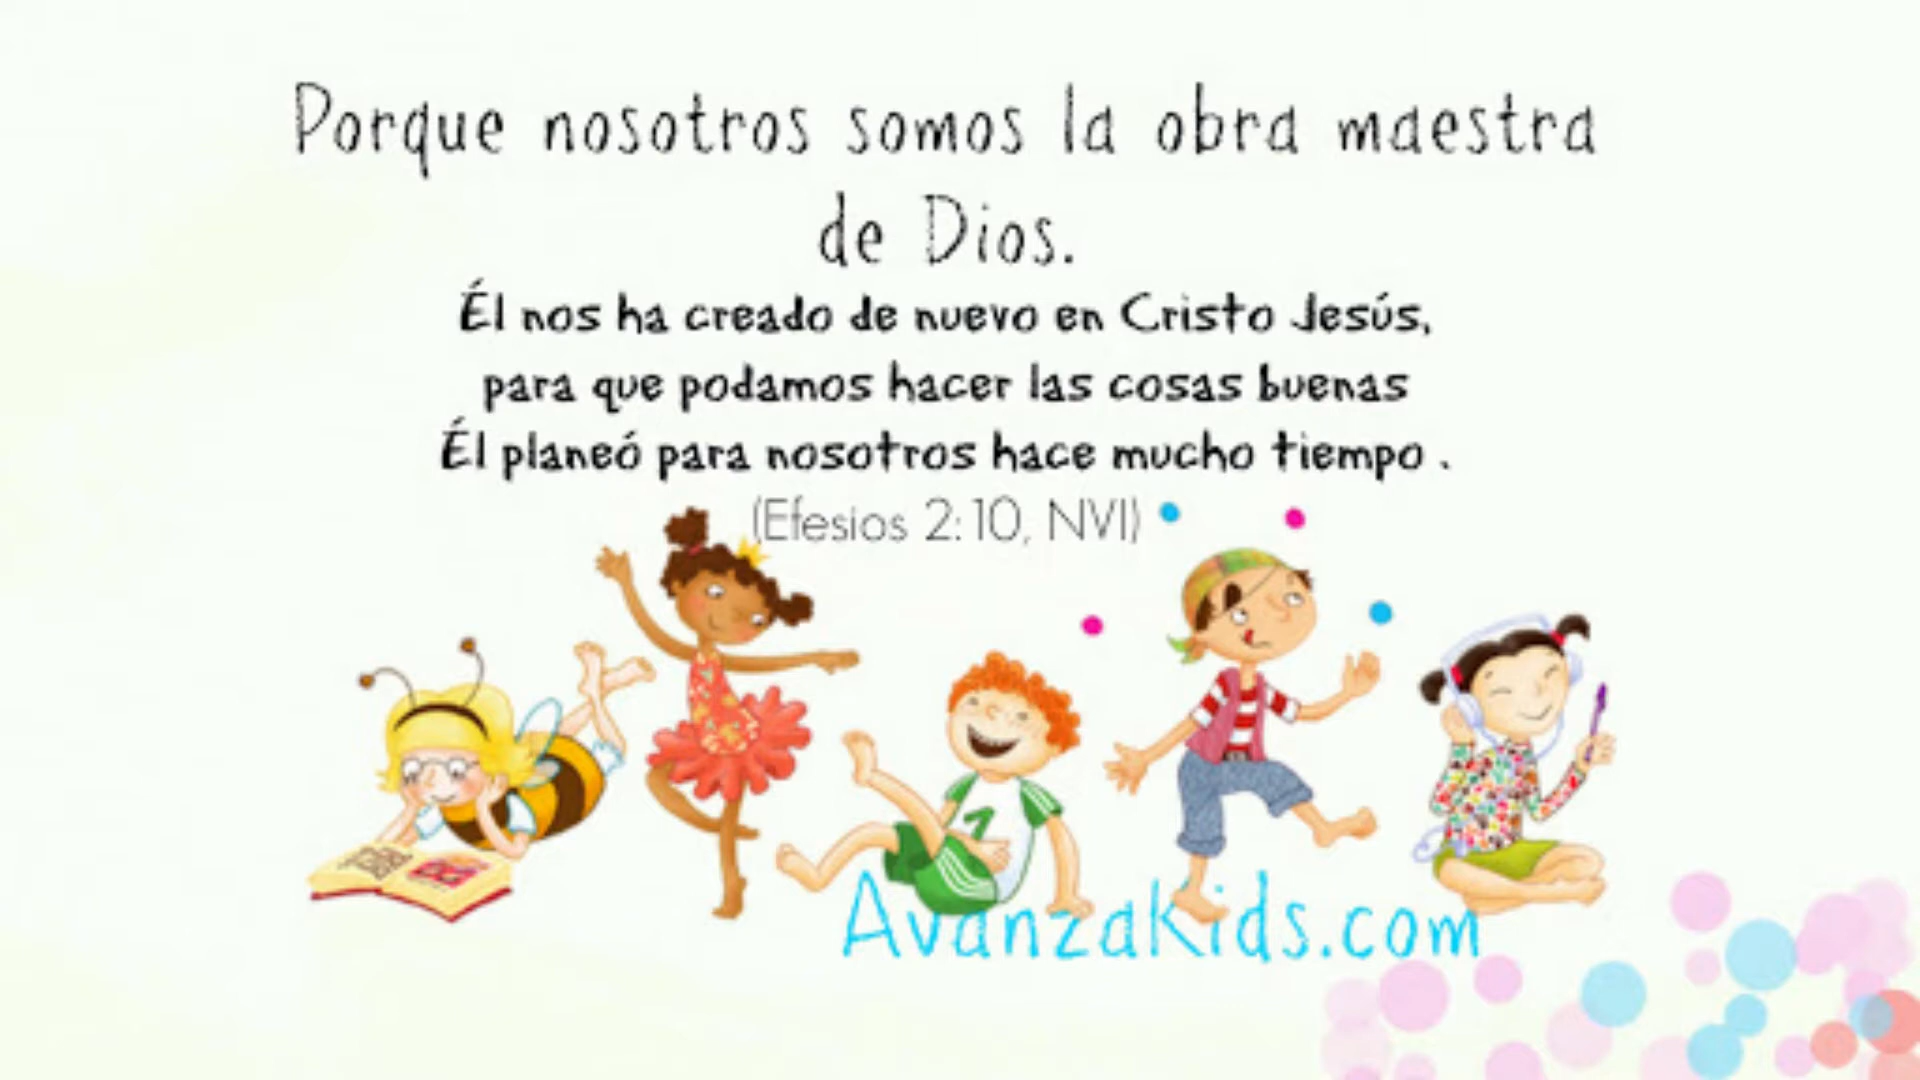 Porque nosotros somos la obra maestra
de Dios.
Él nos ha creado de nuevo en Cristo Jesús,
para que podamos hacer las cosas buenas
Él planeó para nosotros hace mucho tiempo .
(Efesios 2:10, NVI)
1
Avanzakids.com